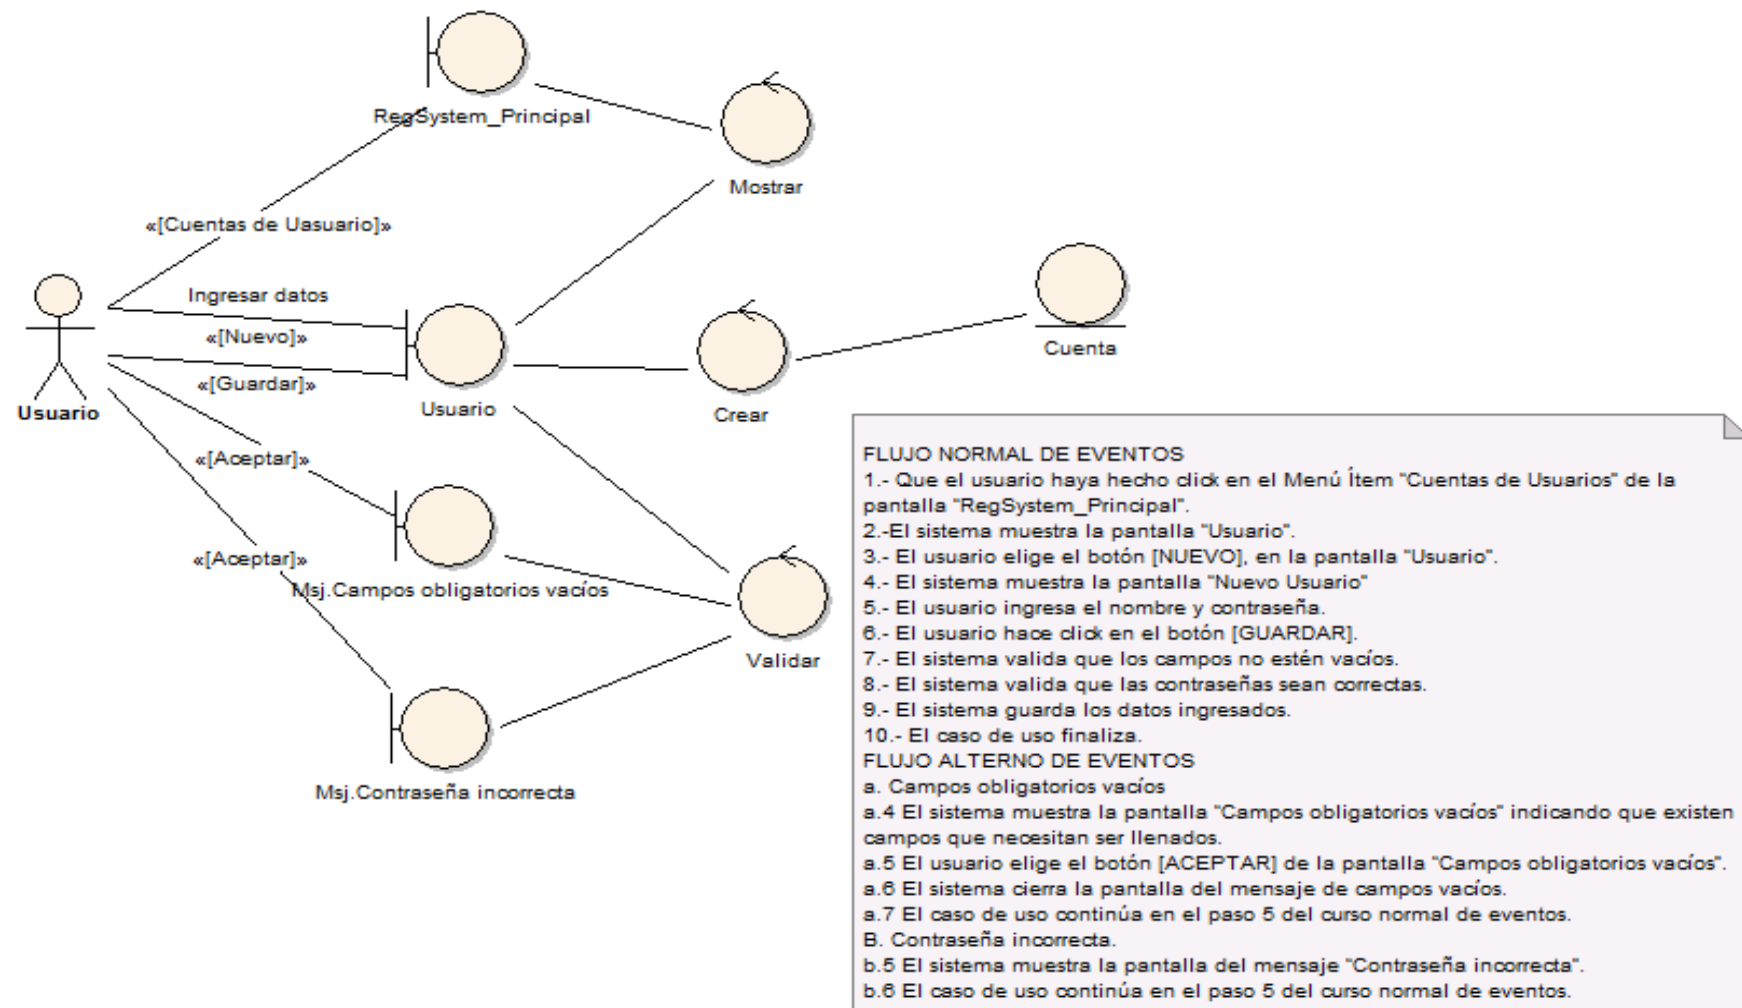 RegSystem_Principal
Mostrar
«[Cuentas de Uasuario]»
Ingresar datos
«[Nuevo]»
«[Guardar]»
Usuario
Usuario
Crear
Cuenta
«[Aceptar]»
«[Aceptar]»
Msj.Campos obligatorios vacíos
Validar
Msj.Contraseña incorrecta
FLUJO NORMAL DE EVENTOS
1.- Que el usuario haya hecho click en el Menú Ítem "Cuentas de Usuarios" de la
pantalla "RegSystem_Principal".
2.-El sistema muestra la pantalla "Usuario".
3.- El usuario elige el botón [NUEVO], en la pantalla "Usuario".
4.- El sistema muestra la pantalla "Nuevo Usuario"
5.- El usuario ingresa el nombre y contraseña.
6.- El usuario hace click en el botón [GUARDAR].
7.- El sistema valida que los campos no estén vacíos.
8.- El sistema valida que las contraseñas sean correctas.
9.- El sistema guarda los datos ingresados.
10.- El caso de uso finaliza.
FLUJO ALTERNO DE EVENTOS
a. Campos obligatorios vacíos
a.4 El sistema muestra la pantalla "Campos obligatorios vacíos" indicando que existen
campos que necesitan ser llenados.
a.5 El usuario elige el botón [ACEPTAR] de la pantalla "Campos obligatorios vacíos".
a.6 El sistema cierra la pantalla del mensaje de campos vacíos.
a.7 El caso de uso continúa en el paso 5 del curso normal de eventos.
B. Contraseña incorrecta.
b.5 El sistema muestra la pantalla del mensaje "Contraseña incorrecta".
b.6 El caso de uso continúa en el paso 5 del curso normal de eventos.